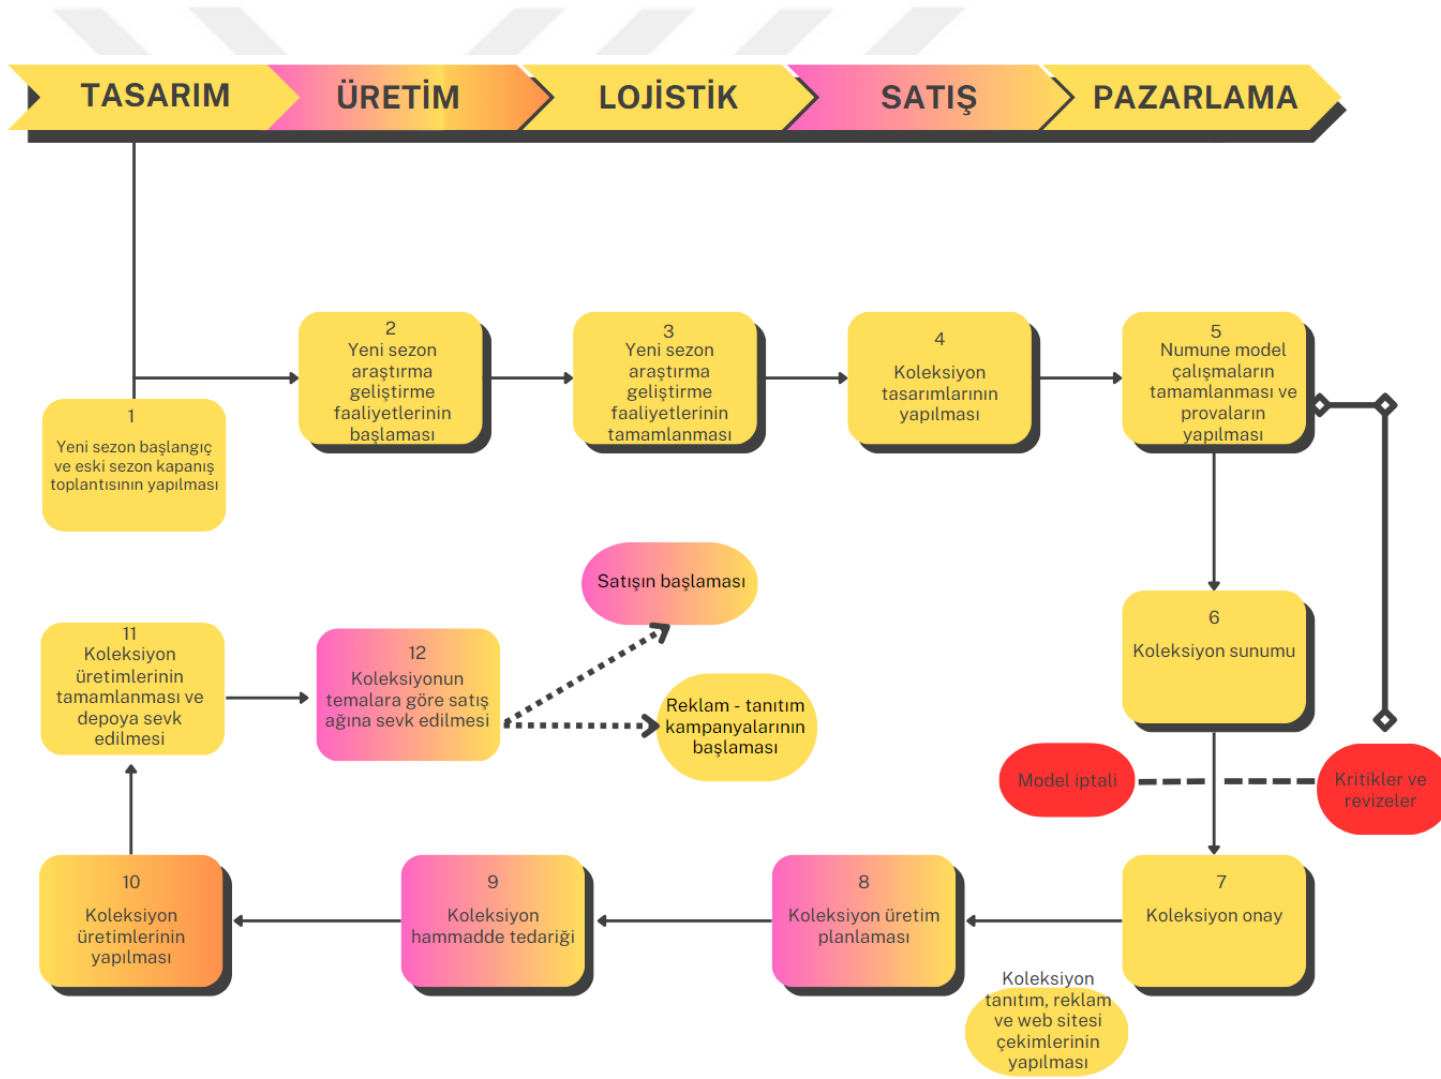 TASARIM
ÜRETİM
LOJİSTİK
SATIŞ
PAZARLAMA
1
Yeni sezon başlangıç
ve eski sezon kapanış
toplantısının yapılması
2
Yeni sezon
araştırma
geliştirme
faaliyetlerinin
başlaması
3
Yeni sezon
araştırma
geliştirme
faaliyetlerinin
tamamlanması
4
Koleksiyon
tasarımlarının
yapılması
5
Numune model
çalışmaların
tamamlanması ve
provaların
yapılması
6
Koleksiyon sunumu
Model iptali
Kritikler ve
revizeler
7
Koleksiyon onay
Koleksiyon
tanıtım, reklam
ve web sitesi
çekimlerinin
yapılması
8
Koleksiyon üretim
planlaması
9
Koleksiyon
hammadde tedariği
10
Koleksiyon
üretimlerinin
yapılması
11
Koleksiyon
üretimlerinin
tamamlanması ve
depoya sevk
edilmesi
12
Koleksiyonun
temalara göre satış
ağına sevk edilmesi
Satışın başlaması
Reklam - tanıtım
kampanyalarının
başlaması